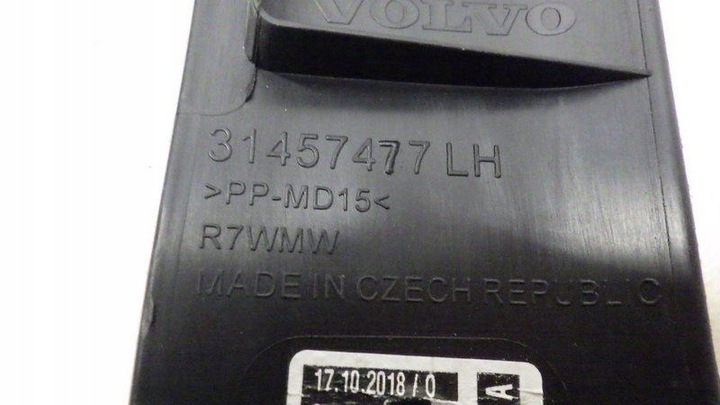 VOLVO
31457477 LH
>PP-MD15<
R7WMW
MADE IN CZECH REPUBLIC
17.10.2018 / 0
A